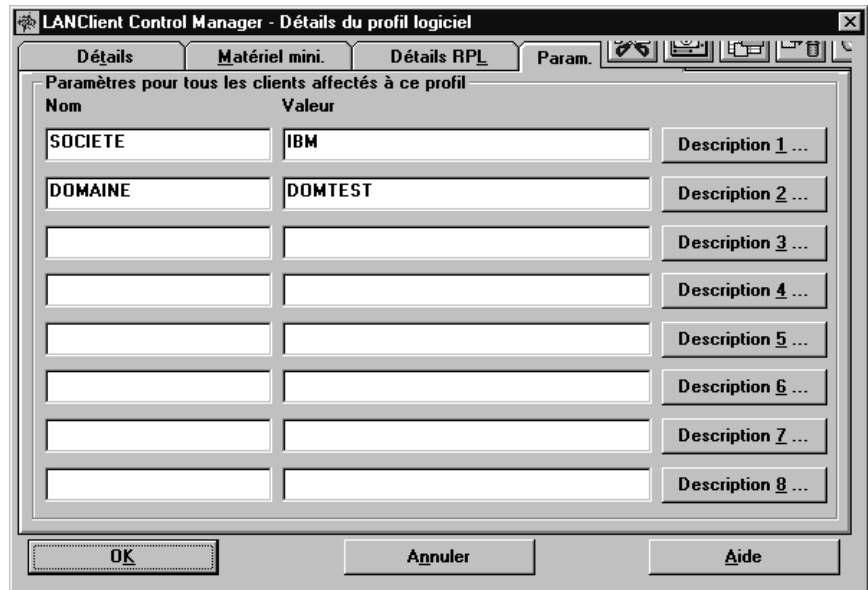 LANClient Control Manager - Détails du profil logiciel
Détails Matériel mini. Détails RPL Param.
Paramètres pour tous les clients affectés à ce profil
Nom Valeur
SOCIETE IBM Description 1 ...
DOMAINE DOMTEST Description 2 ...
Description 3 ...
Description 4 ...
Description 5 ...
Description 6 ...
Description 7 ...
Description 8 ...
OK Annuler Aide